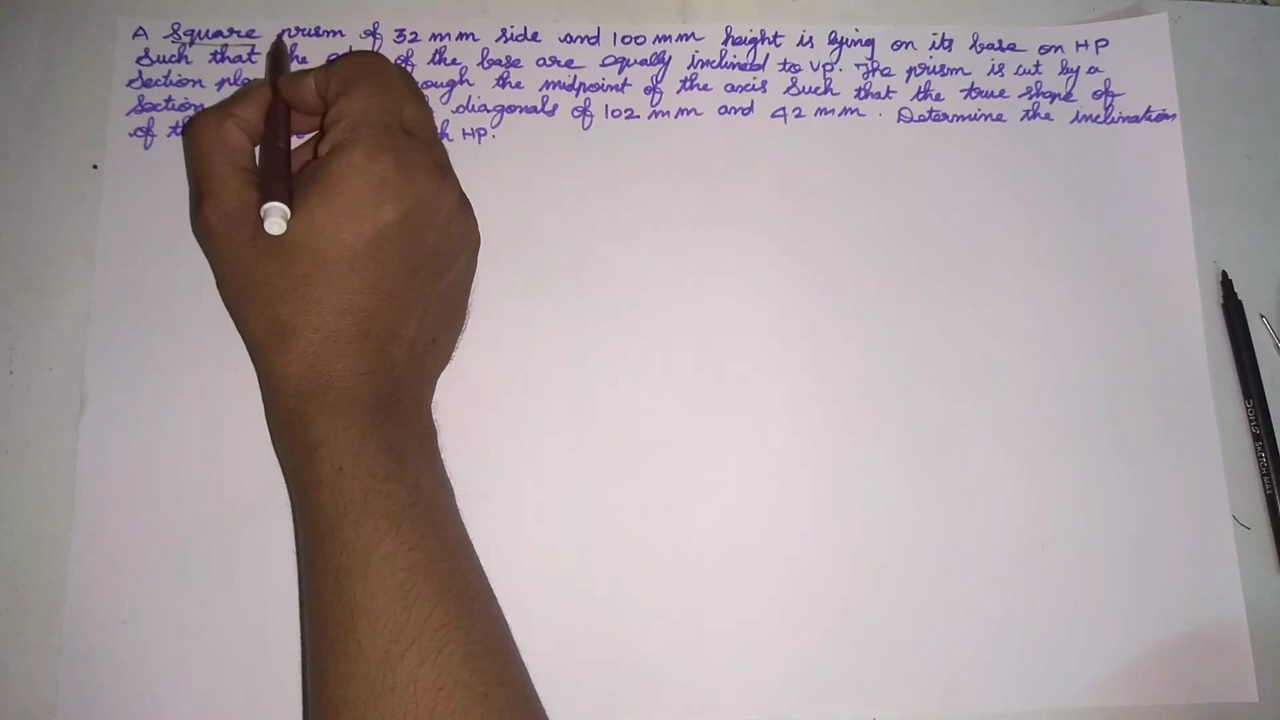 A Square prism of 32 mm side and 100 mm height is lying on its base on HP
Such that the of the base are equally inclined to VP. The prism is cut by a
Section the midpoint of the axis Such that the true shape of
Section diagonals of 102 mm and 42 mm. Determine the inclination
of HP.
DOMS SKETCH MAX